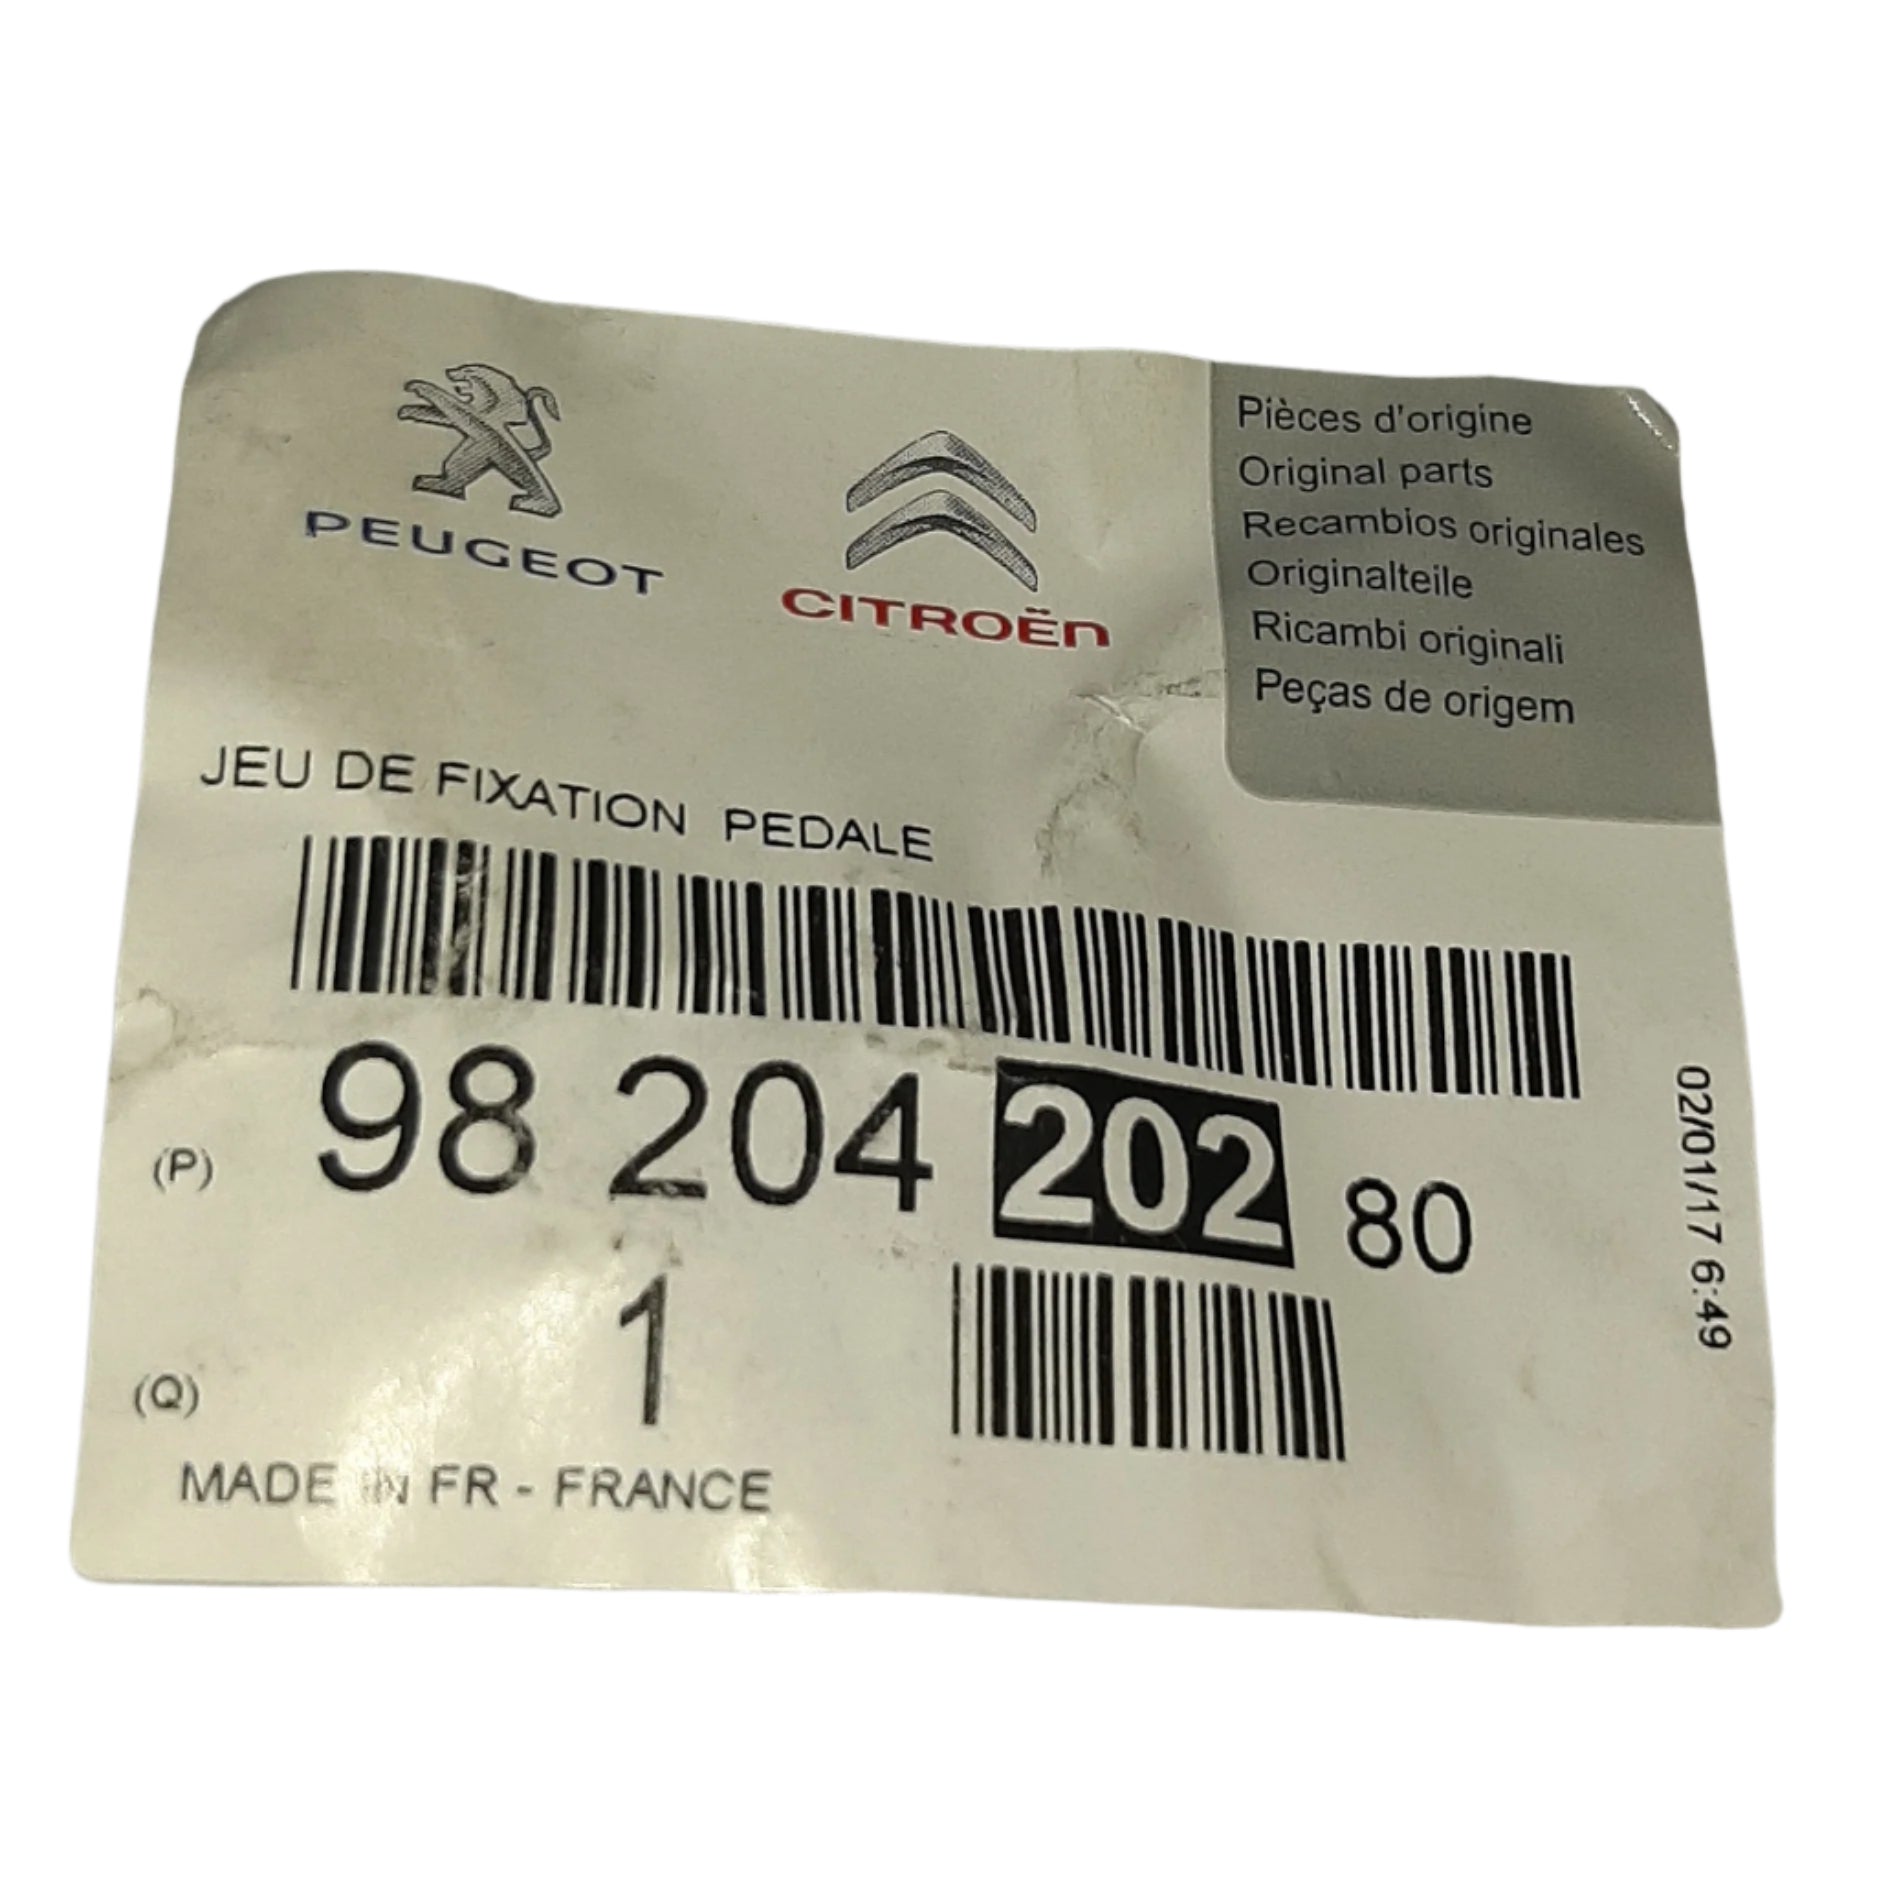 PEUGEOT
CITROËN
Pièces d'origine
Original parts
Recambios originales
Originalteile
Ricambi originali
Peças de origem
JEU DE FIXATION PEDALE
(P) 98 204 202 80
(Q) 1
MADE IN FR - FRANCE
02/01/17 6:49